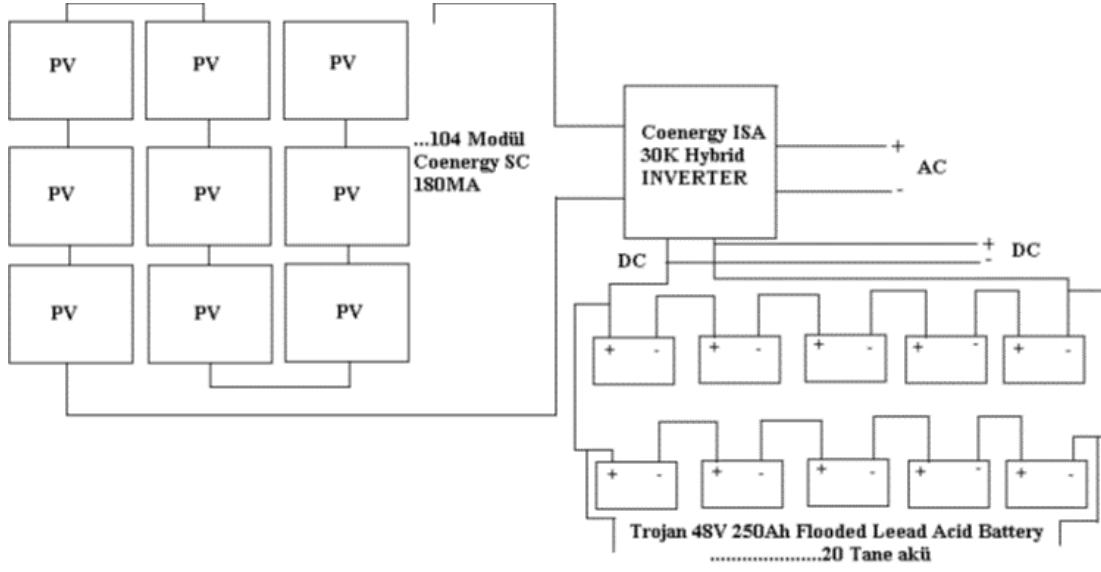 PV PV PV
...104 Modül
Coenergy SC
180MA
PV PV PV
PV PV PV
Coenergy ISA
30K Hybrid
INVERTER
+
AC
-
DC
+
DC
-
+ - + - + - + - + -
+ - + - + - + - + -
Trojan 48V 250Ah Flooded Leead Acid Battery
......................20 Tane akü